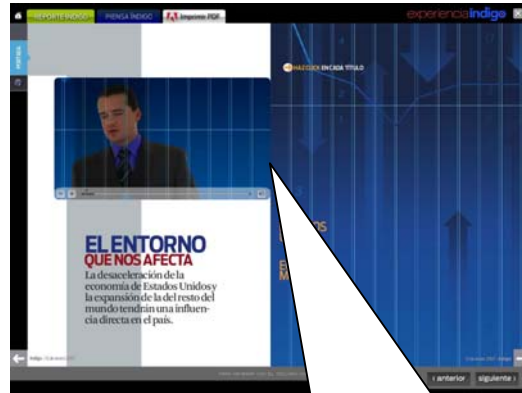 REPORTE INDIGO
PIENSA INDIGO
Imprimir PDF
experiencia indigo
PORTADA
HAZ CLICK EN CADA TÍTULO
EL ENTORNO
QUE NOS AFECTA
La desaceleración de la
economía de Estados Unidos y
la expansión de la del resto del
mundo tendrán una influen-
cia directa en el país.
‹ anterior
siguiente ›